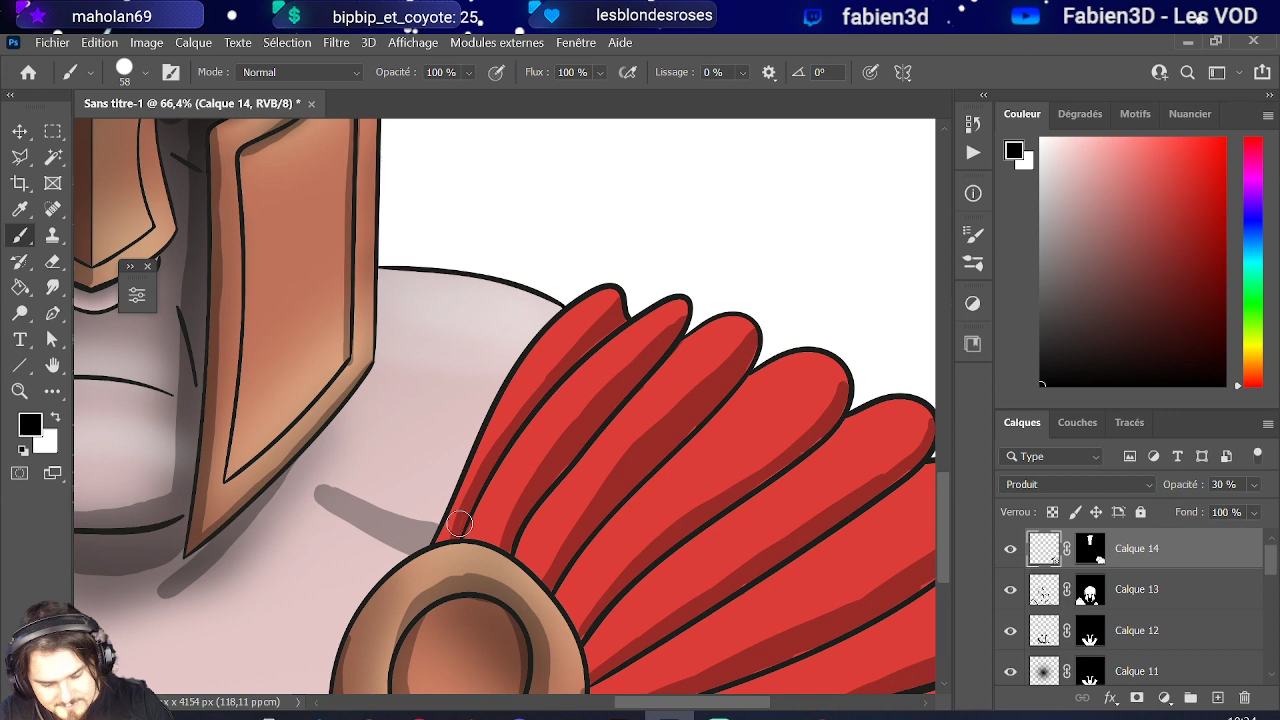 maholan69
bipbip_et_coyote: 25
lesblondesroses
fabien3d
Fabien3D - Les VOD
Ps Fichier Edition Image Calque Texte Sélection Filtre 3D Affichage Modules externes Fenêtre Aide
58 Mode : Normal Opacité : 100 % Flux : 100 % Lissage : 0 % 0°
Sans titre-1 @ 66,4% (Calque 14, RVB/8) *
Couleur Dégradés Motifs Nuancier
Calques Couches Tracés
Type
Produit Opacité : 30 %
Verrou : Fond : 100 %
Calque 14
Calque 13
Calque 12
Calque 11
x 4154 px (118,11 ppcm)